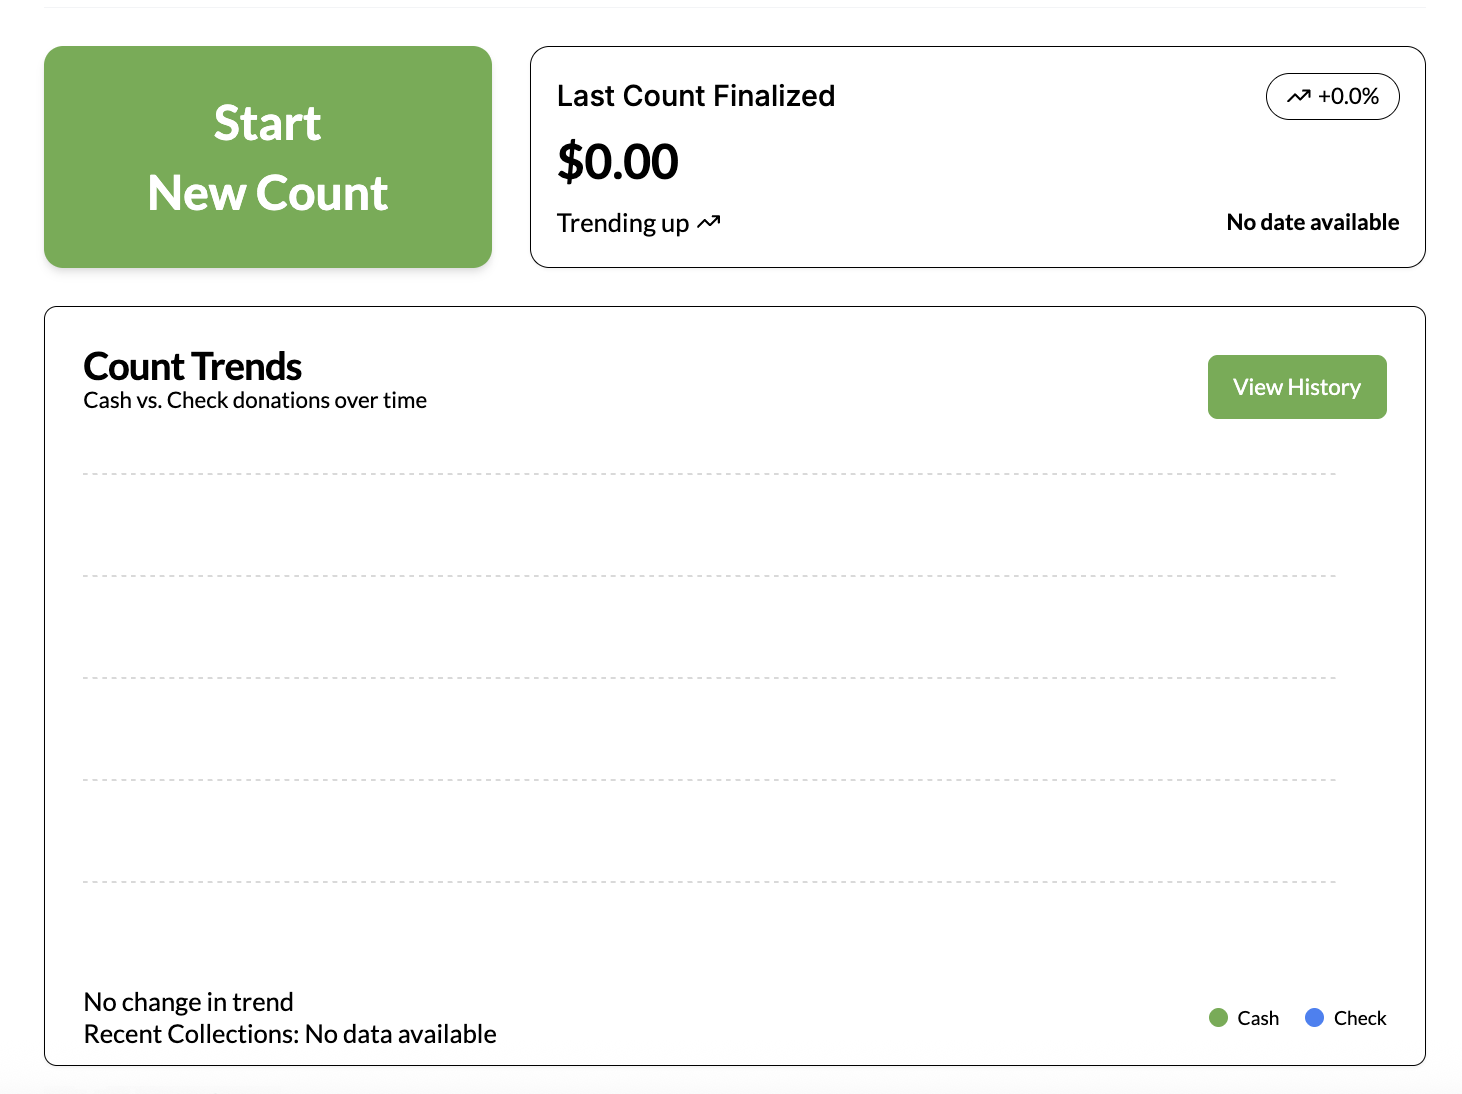 Start
New Count
Last Count Finalized
+0.0%
$0.00
Trending up
No date available
Count Trends
Cash vs. Check donations over time
View History
No change in trend
Recent Collections: No data available
Cash
Check